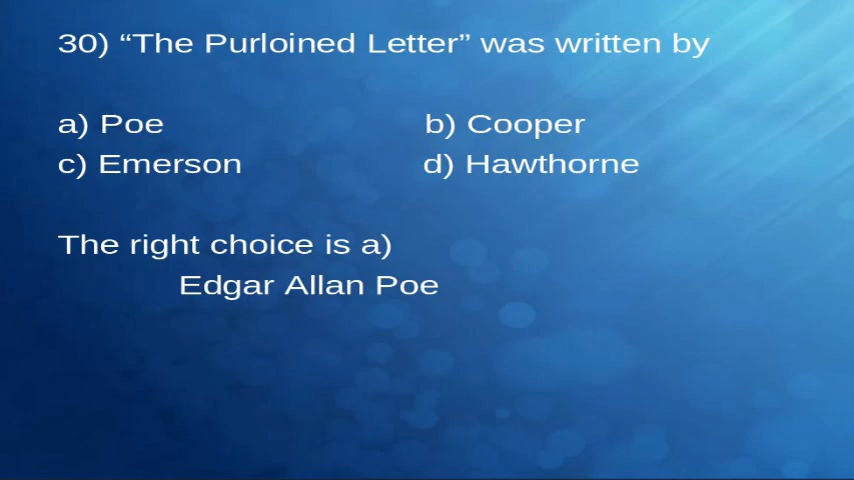 30) “The Purloined Letter” was written by
a) Poe b) Cooper
c) Emerson d) Hawthorne
The right choice is a)
Edgar Allan Poe